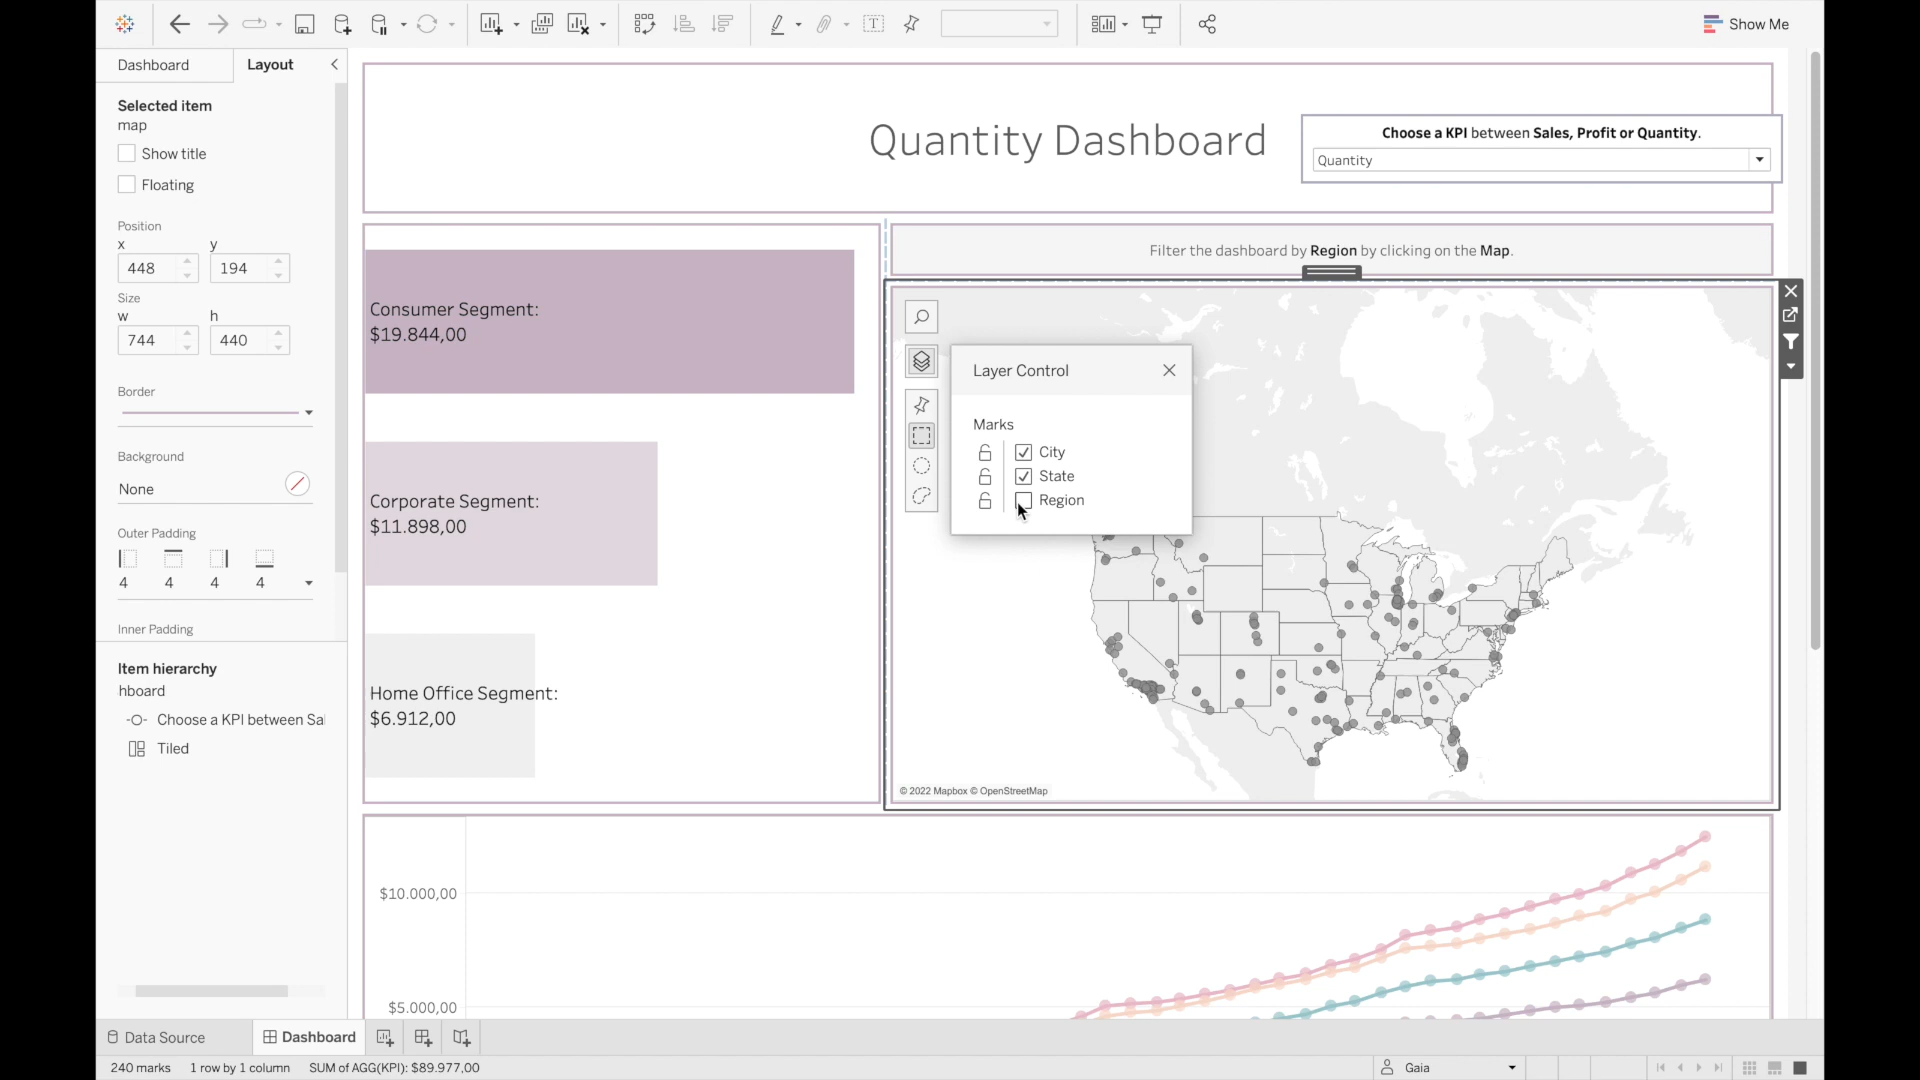 Show Me
Dashboard
Layout
Selected item
map
Show title
Floating
Position
x
y
448
194
Size
w
h
744
440
Border
Background
None
Outer Padding
4
4
4
4
Inner Padding
Item hierarchy
hboard
Choose a KPI between Sal
Tiled
Quantity Dashboard
Choose a KPI between Sales, Profit or Quantity.
Quantity
Consumer Segment:
$19.844,00
Corporate Segment:
$11.898,00
Home Office Segment:
$6.912,00
Filter the dashboard by Region by clicking on the Map.
Layer Control
Marks
City
State
Region
© 2022 Mapbox © OpenStreetMap
$10.000,00
$5.000,00
Data Source
Dashboard
240 marks
1 row by 1 column
SUM of AGG(KPI): $89.977,00
Gaia